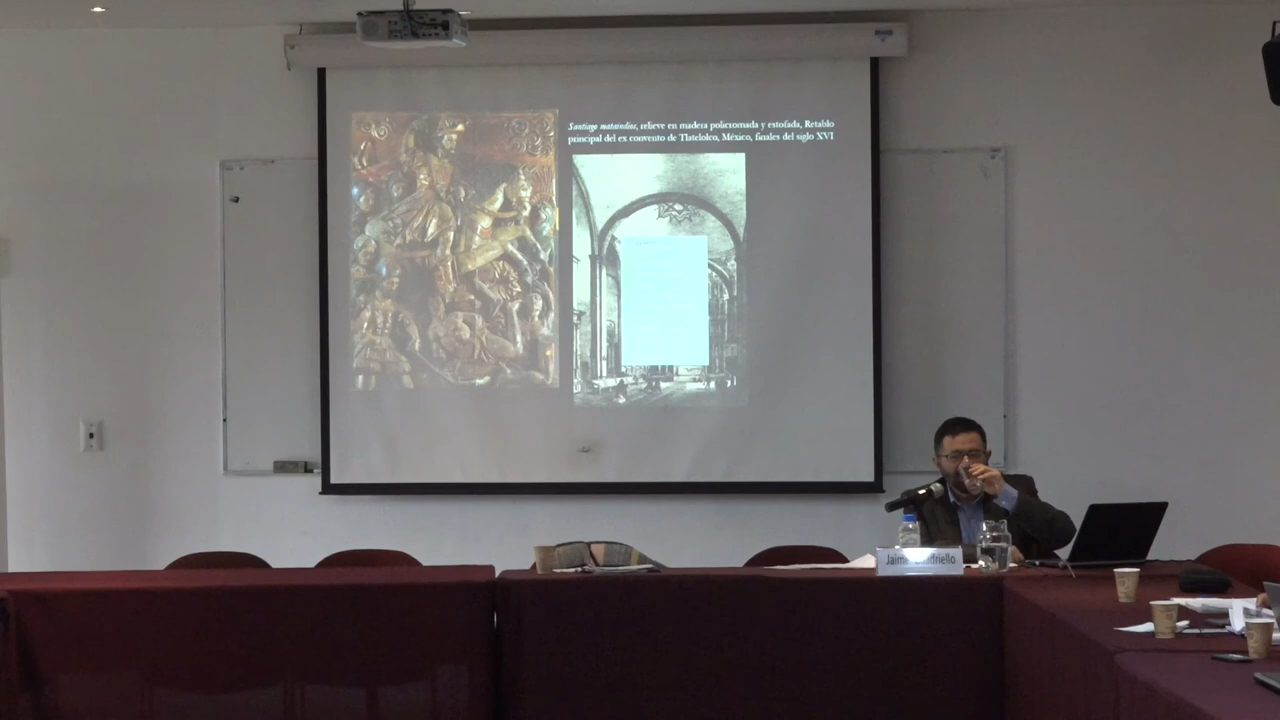 Santiago mataindios, relieve en madera policromada y estofada, Retablo
principal del ex convento de Tlatelolco, México, finales del siglo XVI
Jaime